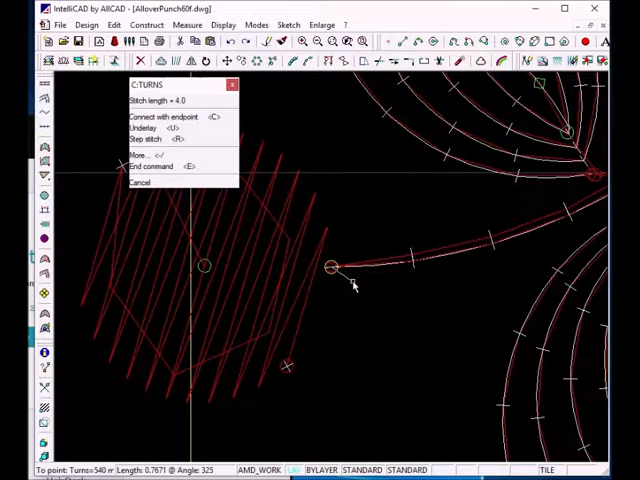 IntelliCAD by AllCAD - [AlloverPunch60f.dwg]
File Design Edit Construct Measure Display Modes Sketch Enlarge ?
C:TURNS
Stitch length = 4.0
Connect with endpoint <C>
Underlay <U>
Step stitch <R>
More... </
End command <E>
Cancel
To point: Turns=540 m Length: 0.7671 @ Angle: 325 AMD_WORK LAY BYLAYER STANDARD STANDARD TILE